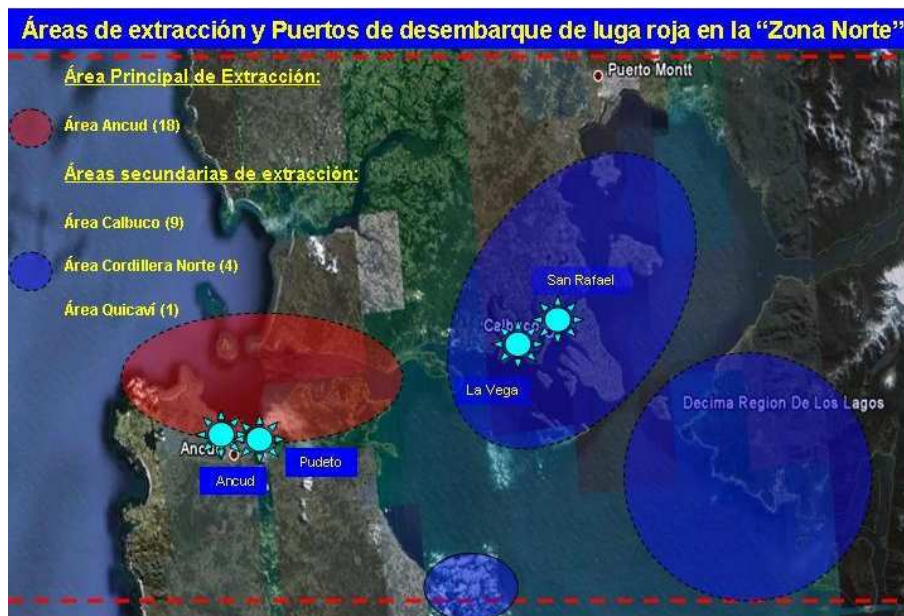 Áreas de extracción y Puertos de desembarque de luga roja en la “Zona Norte”
Área Principal de Extracción:
Puerto Montt
Área Ancud (18)
Áreas secundarias de extracción:
Área Calbuco (9)
Área Cordillera Norte (4)
San Rafael
Área Quicaví (1)
Calbuco
La Vega
Decima Region De Los Lagos
Ancud
Pudeto
Ancud